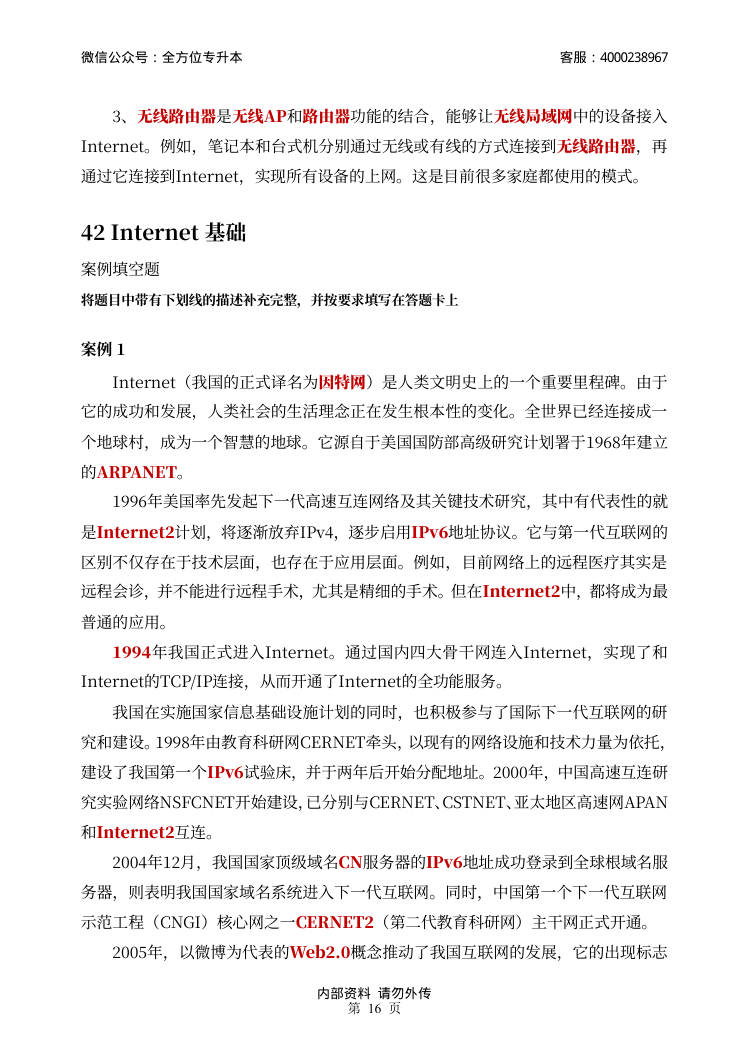 微信公众号：全方位专升本
客服：4000238967
3、无线路由器是无线AP和路由器功能的结合，能够让无线局域网中的设备接入
Internet。例如，笔记本和台式机分别通过无线或有线的方式连接到无线路由器，再
通过它连接到Internet，实现所有设备的上网。这是目前很多家庭都使用的模式。
42 Internet 基础
案例填空题
将题目中带有下划线的描述补充完整，并按要求填写在答题卡上
案例 1
Internet（我国的正式译名为因特网）是人类文明史上的一个重要里程碑。由于
它的成功和发展，人类社会的生活理念正在发生根本性的变化。全世界已经连接成一
个地球村，成为一个智慧的地球。它源自于美国国防部高级研究计划署于1968年建立
的ARPANET。
1996年美国率先发起下一代高速互连网络及其关键技术研究，其中有代表性的就
是Internet2计划，将逐渐放弃IPv4，逐步启用IPv6地址协议。它与第一代互联网的
区别不仅存在于技术层面，也存在于应用层面。例如，目前网络上的远程医疗其实是
远程会诊，并不能进行远程手术，尤其是精细的手术。但在Internet2中，都将成为最
普通的应用。
1994年我国正式进入Internet。通过国内四大骨干网连入Internet，实现了和
Internet的TCP/IP连接，从而开通了Internet的全功能服务。
我国在实施国家信息基础设施计划的同时，也积极参与了国际下一代互联网的研
究和建设。1998年由教育科研网CERNET牵头，以现有的网络设施和技术力量为依托，
建设了我国第一个IPv6试验床，并于两年后开始分配地址。2000年，中国高速互连研
究实验网络NSFCNET开始建设，已分别与CERNET、CSTNET、亚太地区高速网APAN
和Internet2互连。
2004年12月，我国国家顶级域名CN服务器的IPv6地址成功登录到全球根域名服
务器，则表明我国国家域名系统进入下一代互联网。同时，中国第一个下一代互联网
示范工程（CNGI）核心网之一CERNET2（第二代教育科研网）主干网正式开通。
2005年，以微博为代表的Web2.0概念推动了我国互联网的发展，它的出现标志
内部资料 请勿外传
第 16 页